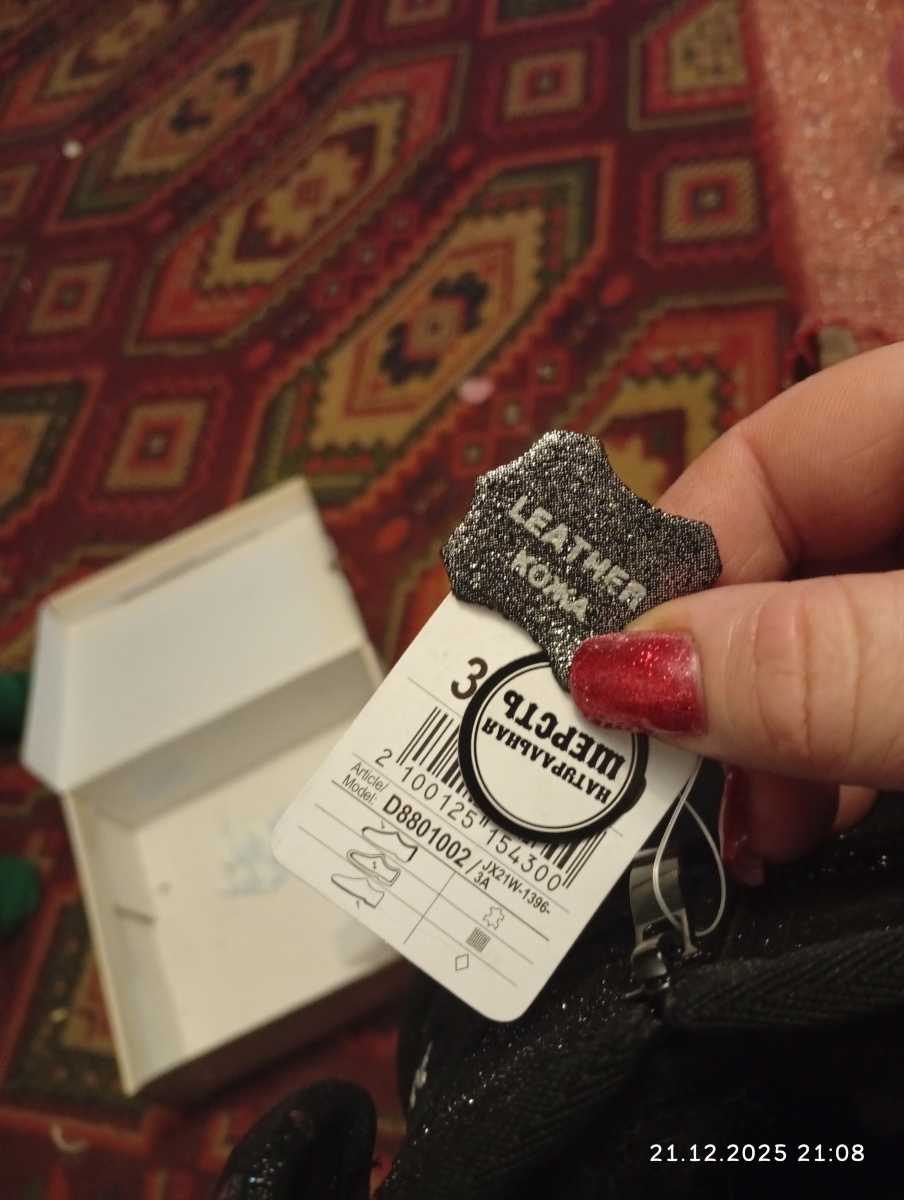 LEATHER
КОЖА
3
НАТУРАЛЬНАЯ
ШЕРСТЬ
2 100125 154300
Article/
Model: D8801002 / JX21W-1396-
3A
21.12.2025 21:08